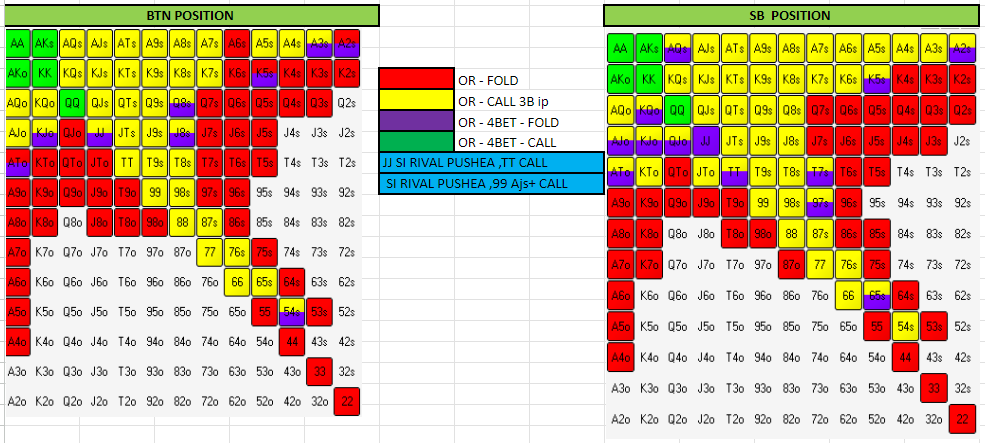 BTN POSITION
SB POSITION
OR - FOLD
OR - CALL 3B ip
OR - 4BET - FOLD
OR - 4BET - CALL
JJ SI RIVAL PUSHEA ,TT CALL
SI RIVAL PUSHEA ,99 Ajs+ CALL
AA AKs AQs AJs ATs A9s A8s A7s A6s A5s A4s A3s A2s
AKo KK KQs KJs KTs K9s K8s K7s K6s K5s K4s K3s K2s
AQo KQo QQ QJs QTs Q9s Q8s Q7s Q6s Q5s Q4s Q3s Q2s
AJo KJo QJo JJ JTs J9s J8s J7s J6s J5s J4s J3s J2s
ATo KTo QTo JTo TT T9s T8s T7s T6s T5s T4s T3s T2s
A9o K9o Q9o J9o T9o 99 98s 97s 96s 95s 94s 93s 92s
A8o K8o Q8o J8o T8o 98o 88 87s 86s 85s 84s 83s 82s
A7o K7o Q7o J7o T7o 97o 87o 77 76s 75s 74s 73s 72s
A6o K6o Q6o J6o T6o 96o 86o 76o 66 65s 64s 63s 62s
A5o K5o Q5o J5o T5o 95o 85o 75o 65o 55 54s 53s 52s
A4o K4o Q4o J4o T4o 94o 84o 74o 64o 54o 44 43s 42s
A3o K3o Q3o J3o T3o 93o 83o 73o 63o 53o 43o 33 32s
A2o K2o Q2o J2o T2o 92o 82o 72o 62o 52o 42o 32o 22
AA AKs AQs AJs ATs A9s A8s A7s A6s A5s A4s A3s A2s
AKo KK KQs KJs KTs K9s K8s K7s K6s K5s K4s K3s K2s
AQo KQo QQ QJs QTs Q9s Q8s Q7s Q6s Q5s Q4s Q3s Q2s
AJo KJo QJo JJ JTs J9s J8s J7s J6s J5s J4s J3s J2s
ATo KTo QTo JTo TT T9s T8s T7s T6s T5s T4s T3s T2s
A9o K9o Q9o J9o T9o 99 98s 97s 96s 95s 94s 93s 92s
A8o K8o Q8o J8o T8o 98o 88 87s 86s 85s 84s 83s 82s
A7o K7o Q7o J7o T7o 97o 87o 77 76s 75s 74s 73s 72s
A6o K6o Q6o J6o T6o 96o 86o 76o 66 65s 64s 63s 62s
A5o K5o Q5o J5o T5o 95o 85o 75o 65o 55 54s 53s 52s
A4o K4o Q4o J4o T4o 94o 84o 74o 64o 54o 44 43s 42s
A3o K3o Q3o J3o T3o 93o 83o 73o 63o 53o 43o 33 32s
A2o K2o Q2o J2o T2o 92o 82o 72o 62o 52o 42o 32o 22